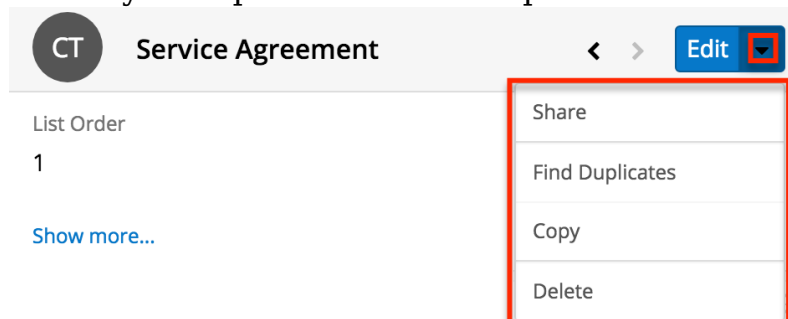 CT Service Agreement Edit
List Order
1
Show more...
Share
Find Duplicates
Copy
Delete